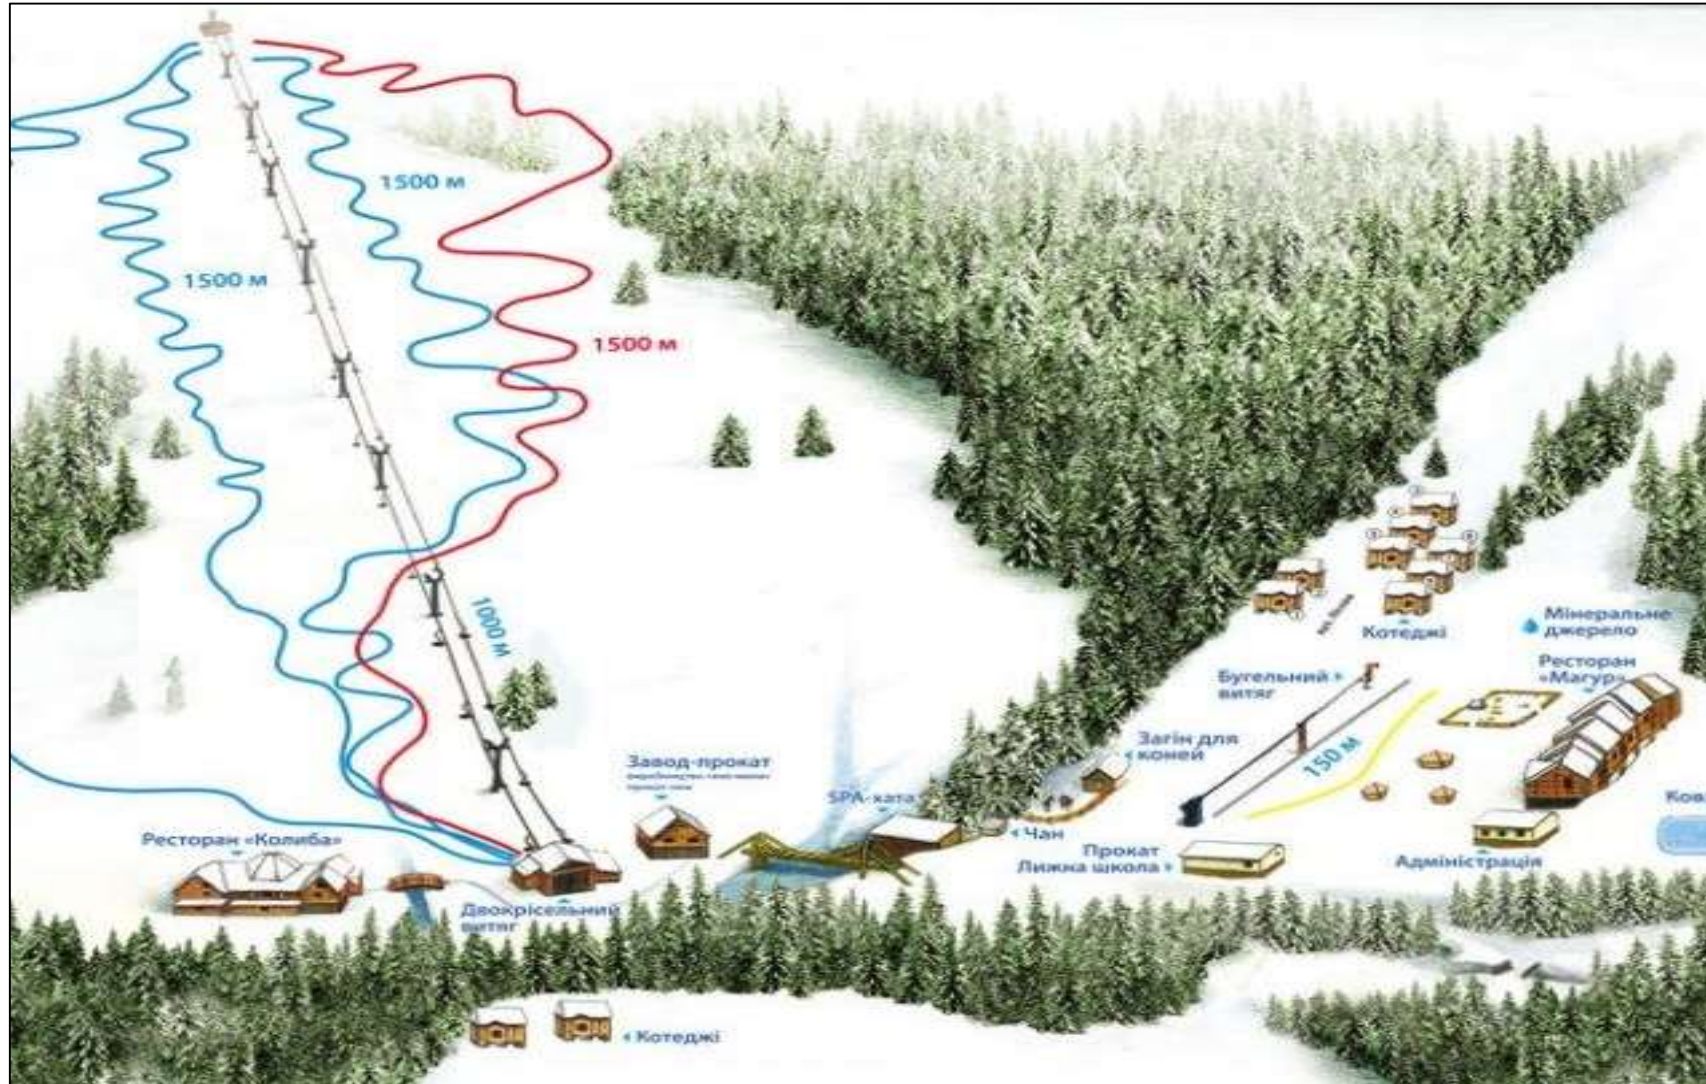 1500 м
1500 м
1500 м
1000 м
Котеджі
Мінеральне
джерело
Ресторан
«Магур»
Бугельний
витяг
Загін для
коней
150 м
Завод-прокат
SPA-хата
Ресторан «Колиба»
Чан
Прокат
Лижна школа
Адміністрація
Ков
Двокрісельний
витяг
Котеджі